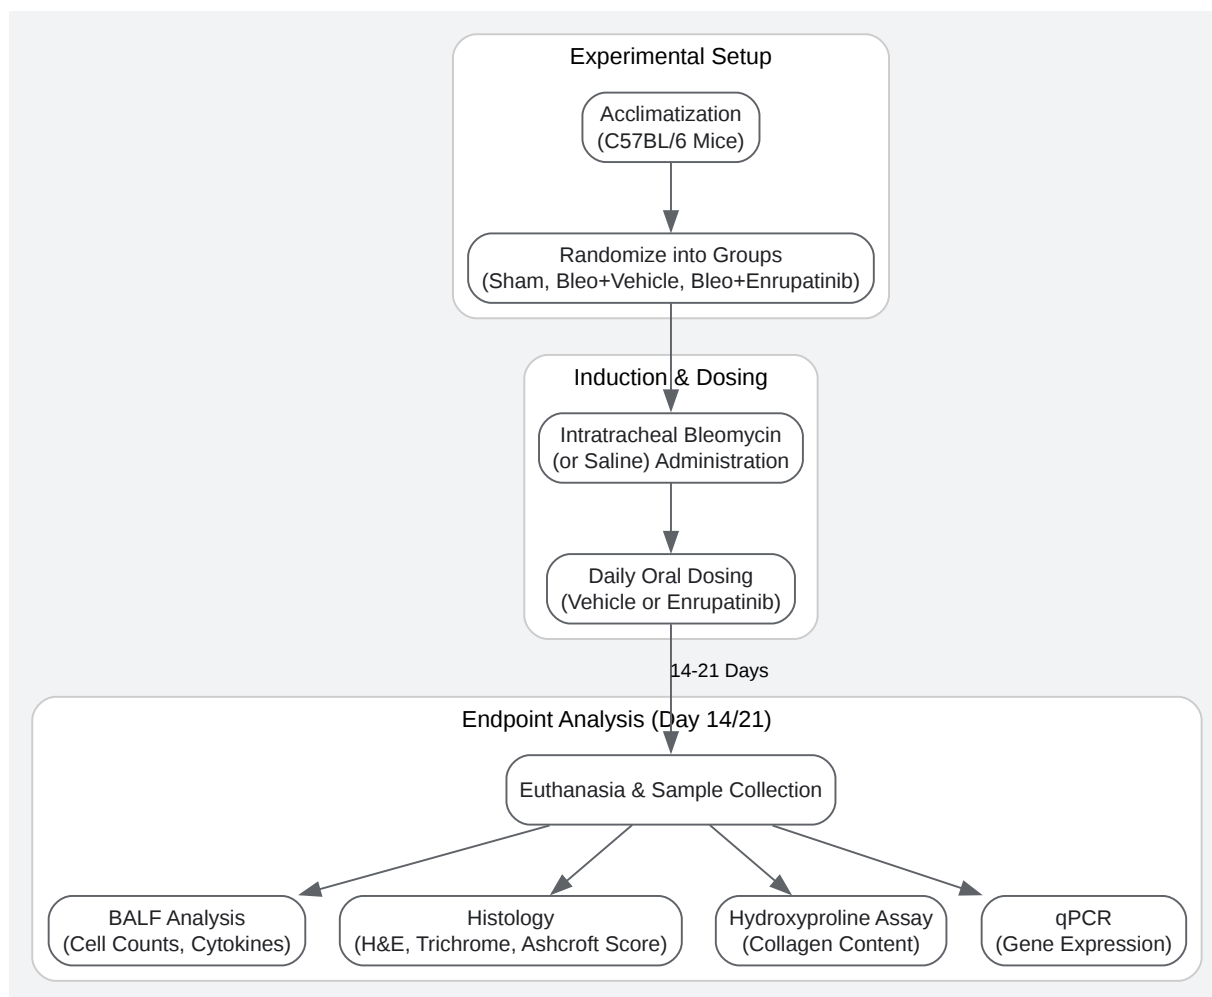 Experimental Setup
Acclimatization
(C57BL/6 Mice)
Randomize into Groups
(Sham, Bleo+Vehicle, Bleo+Enrupatinib)
Induction & Dosing
Intratracheal Bleomycin
(or Saline) Administration
Daily Oral Dosing
(Vehicle or Enrupatinib)
14-21 Days
Endpoint Analysis (Day 14/21)
Euthanasia & Sample Collection
BALF Analysis
(Cell Counts, Cytokines)
Histology
(H&E, Trichrome, Ashcroft Score)
Hydroxyproline Assay
(Collagen Content)
qPCR
(Gene Expression)